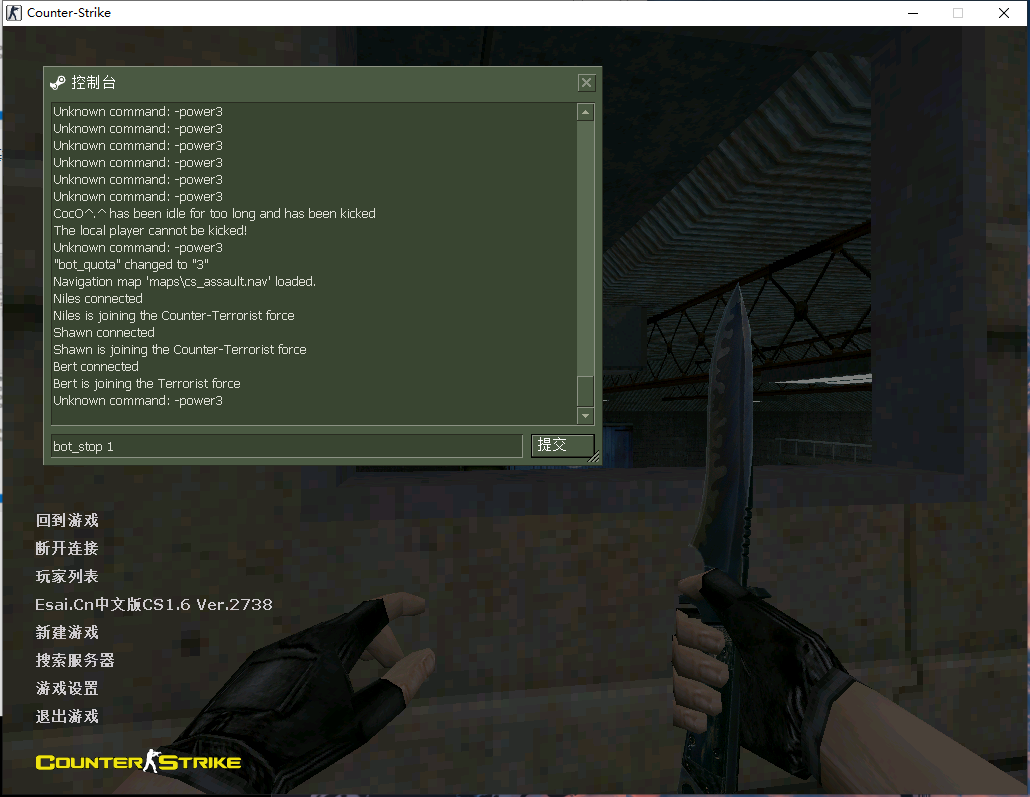 Counter-Strike
控制台
Unknown command: -power3
Unknown command: -power3
Unknown command: -power3
Unknown command: -power3
Unknown command: -power3
Unknown command: -power3
CocO^.^ has been idle for too long and has been kicked
The local player cannot be kicked!
Unknown command: -power3
"bot_quota" changed to "3"
Navigation map 'maps\cs_assault.nav' loaded.
Niles connected
Niles is joining the Counter-Terrorist force
Shawn connected
Shawn is joining the Counter-Terrorist force
Bert connected
Bert is joining the Terrorist force
Unknown command: -power3
bot_stop 1
提交
回到游戏
断开连接
玩家列表
Esai.Cn中文版CS1.6 Ver.2738
新建游戏
搜索服务器
游戏设置
退出游戏
COUNTER STRIKE